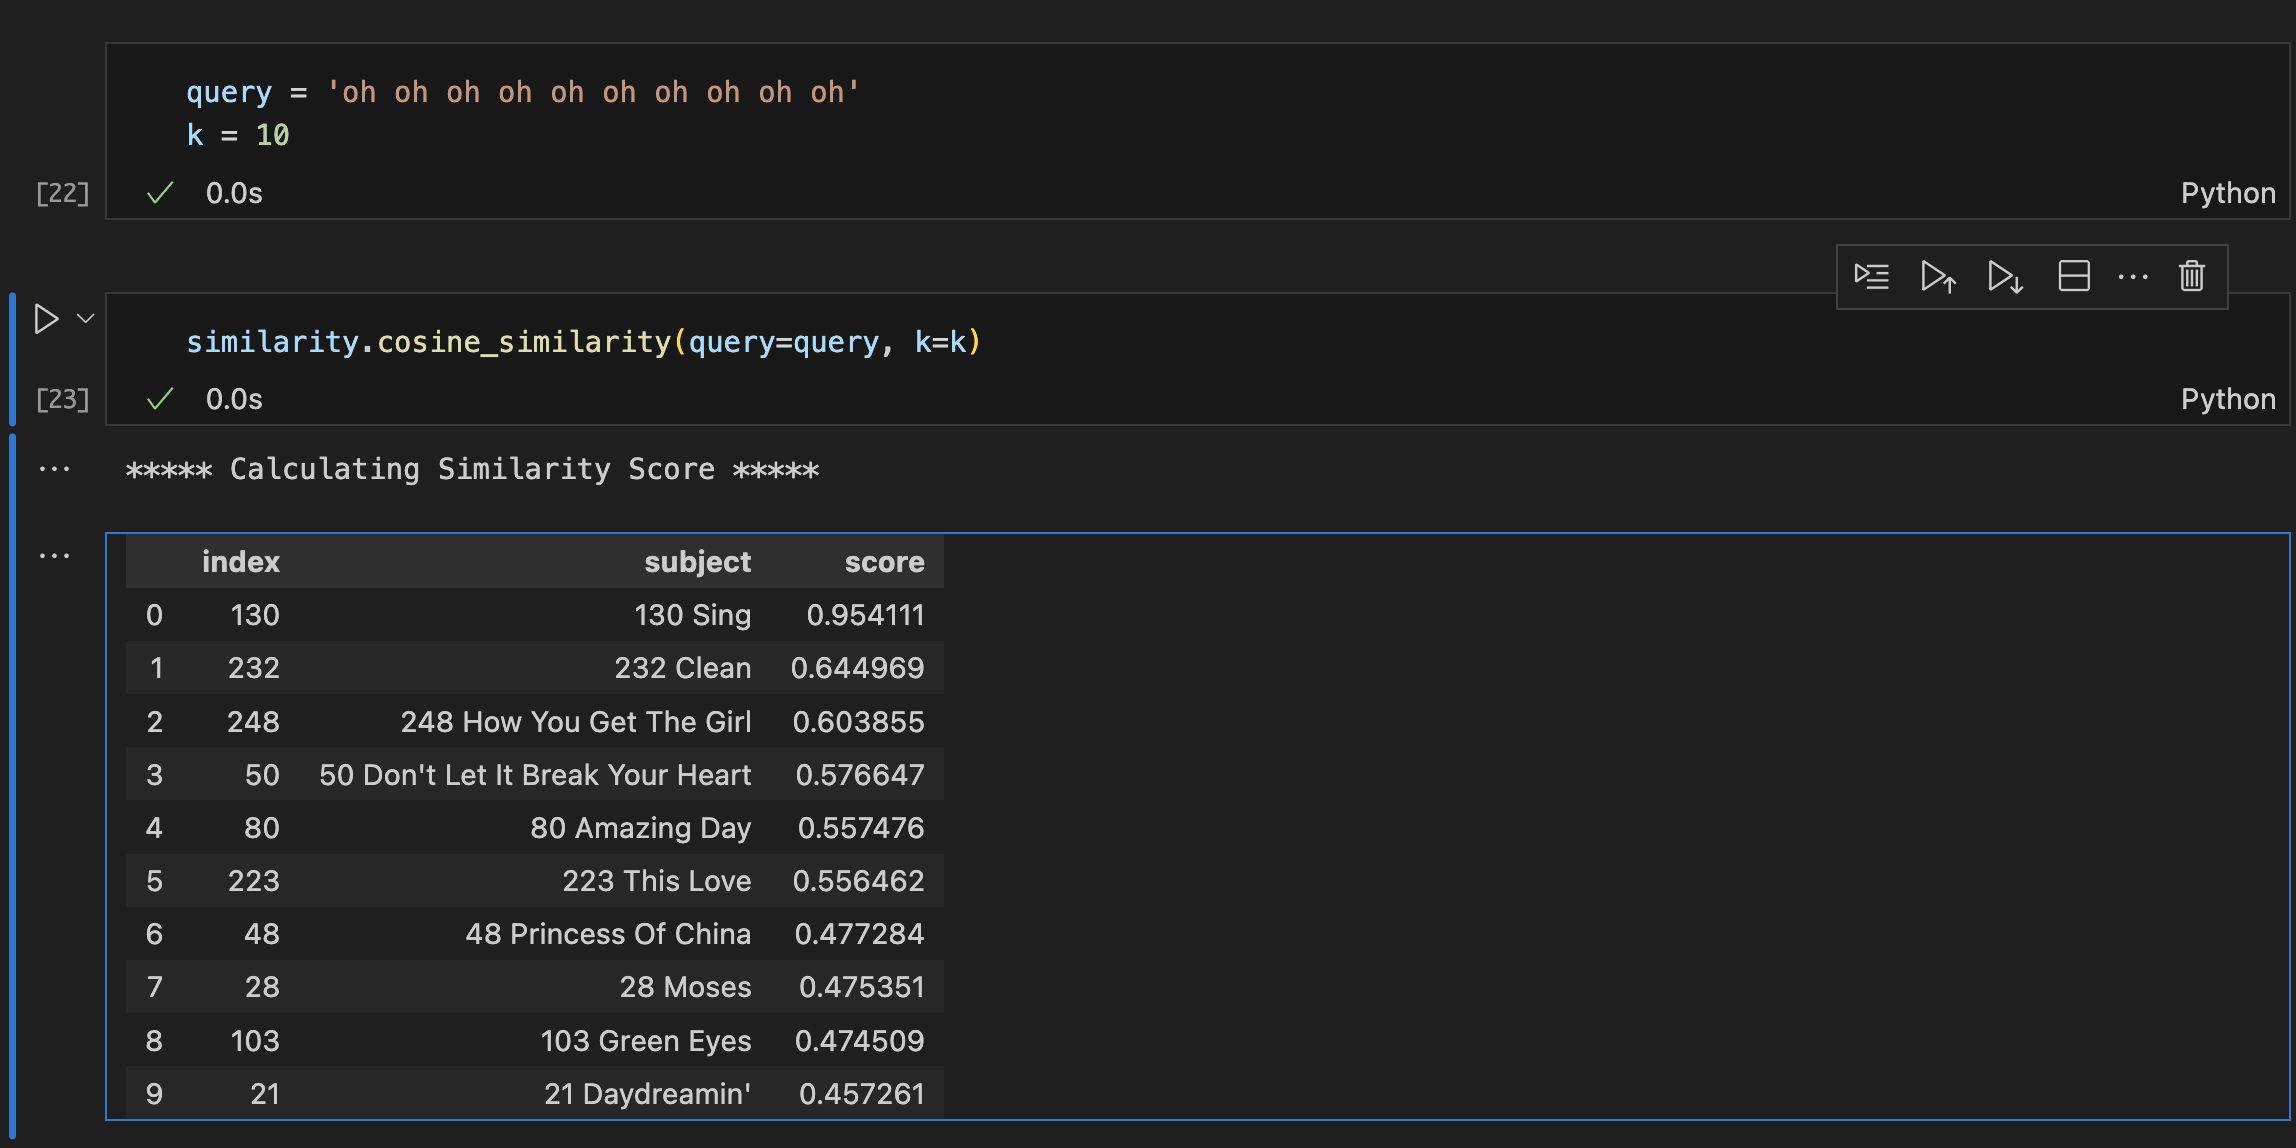 query = 'oh oh oh oh oh oh oh oh oh oh'
k = 10
[22] 0.0s Python
similarity.cosine_similarity(query=query, k=k)
[23] 0.0s Python
***** Calculating Similarity Score *****
index subject score
0 130 130 Sing 0.954111
1 232 232 Clean 0.644969
2 248 248 How You Get The Girl 0.603855
3 50 50 Don't Let It Break Your Heart 0.576647
4 80 80 Amazing Day 0.557476
5 223 223 This Love 0.556462
6 48 48 Princess Of China 0.477284
7 28 28 Moses 0.475351
8 103 103 Green Eyes 0.474509
9 21 21 Daydreamin' 0.457261